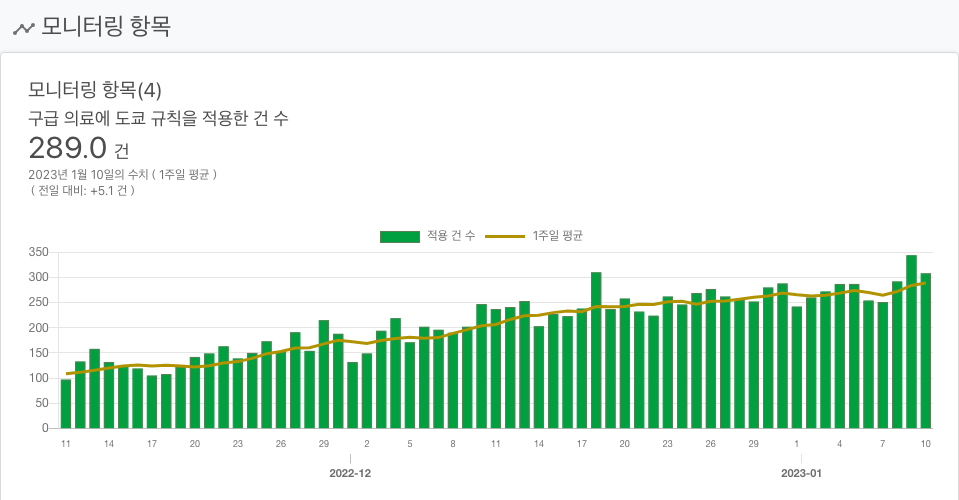 모니터링 항목
모니터링 항목(4)
구급 의료에 도쿄 규칙을 적용한 건 수
289.0 건
2023년 1월 10일의 수치 ( 1주일 평균 )
( 전일 대비: +5.1 건 )
적용 건 수 1주일 평균
350
300
250
200
150
100
50
0
11 14 17 20 23 26 29 2 5 8 11 14 17 20 23 26 29 1 4 7 10
2022-12 2023-01